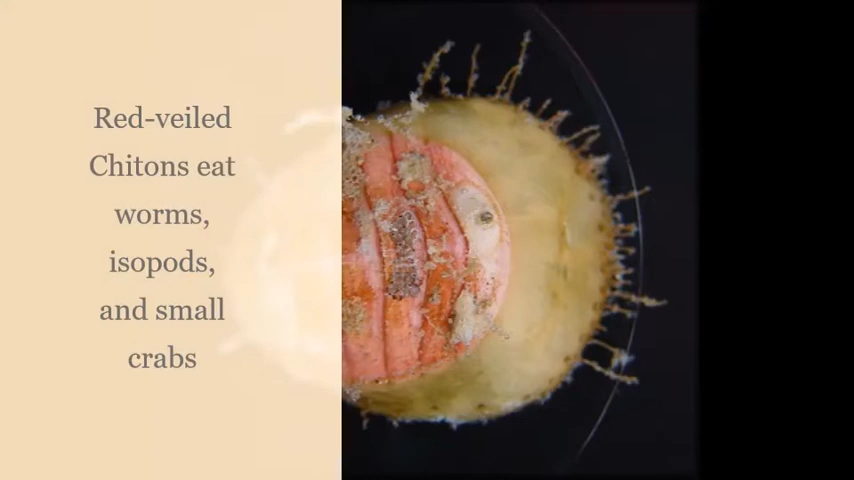 Red-veiled
Chitons eat
worms,
isopods,
and small
crabs